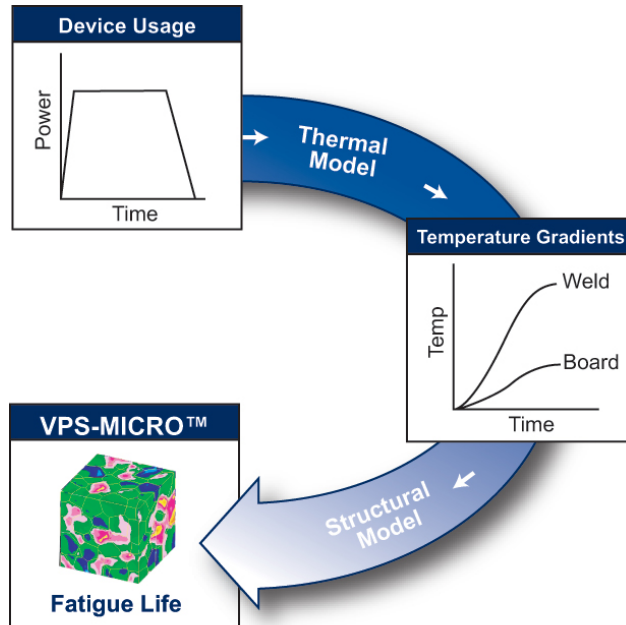 Device Usage
Power
Time
Thermal
Model
Temperature Gradients
Temp
Weld
Board
Time
Structural
Model
VPS-MICRO™
Fatigue Life